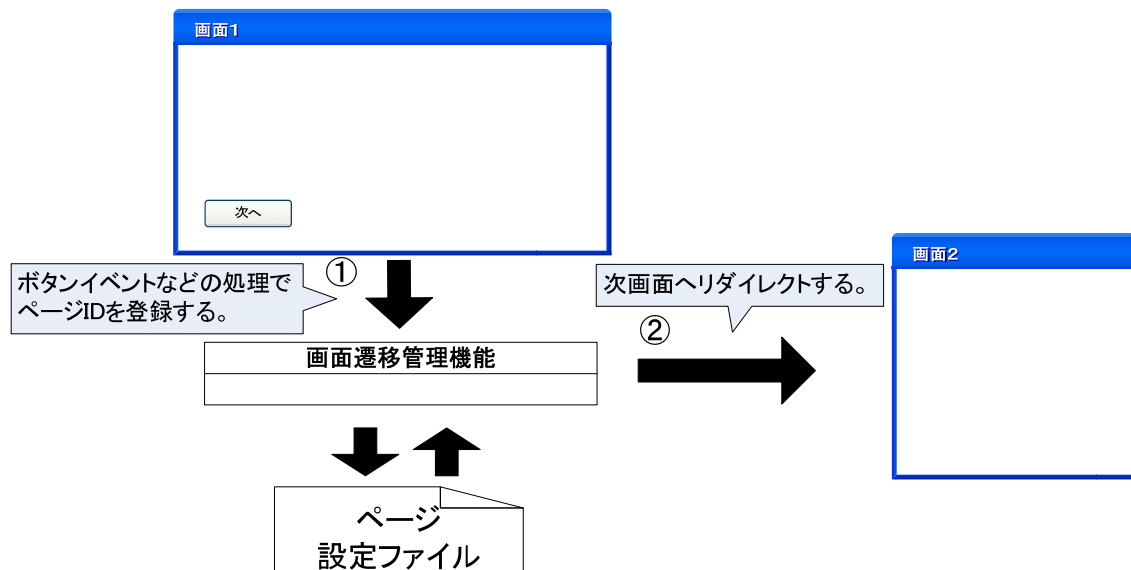 画面1
次へ
ボタンイベントなどの処理で
ページIDを登録する。
①
次画面へリダイレクトする。
②
画面遷移管理機能
画面2
ページ
設定ファイル